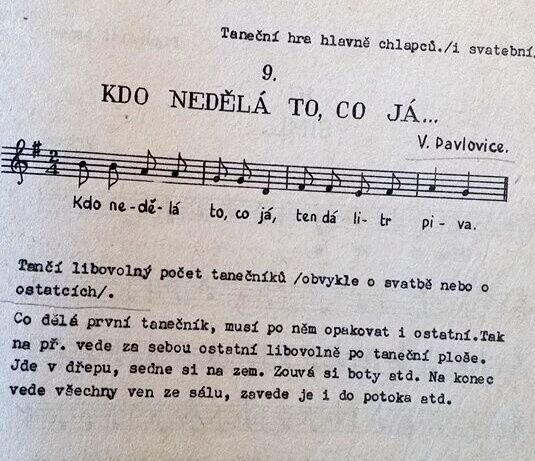 Taneční hra hlavně chlapců./i svatební.
9.
KDO NEDĚLÁ TO, CO JÁ...
V. Pavlovice.
2
4
Kdo ne-dě-lá to, co já, ten dá li-tr pi-va.
Tančí libovolný počet tanečníků /obvykle o svatbě nebo o
ostatcích/.
Co dělá první tanečník, musí po něm opakovat i ostatní.Tak
na př. vede za sebou ostatní libovolně po taneční ploše.
Jde v dřepu, sedne si na zem. Zouvá si boty atd. Na konec
vede všechny ven ze sálu, zavede je i do potoka atd.